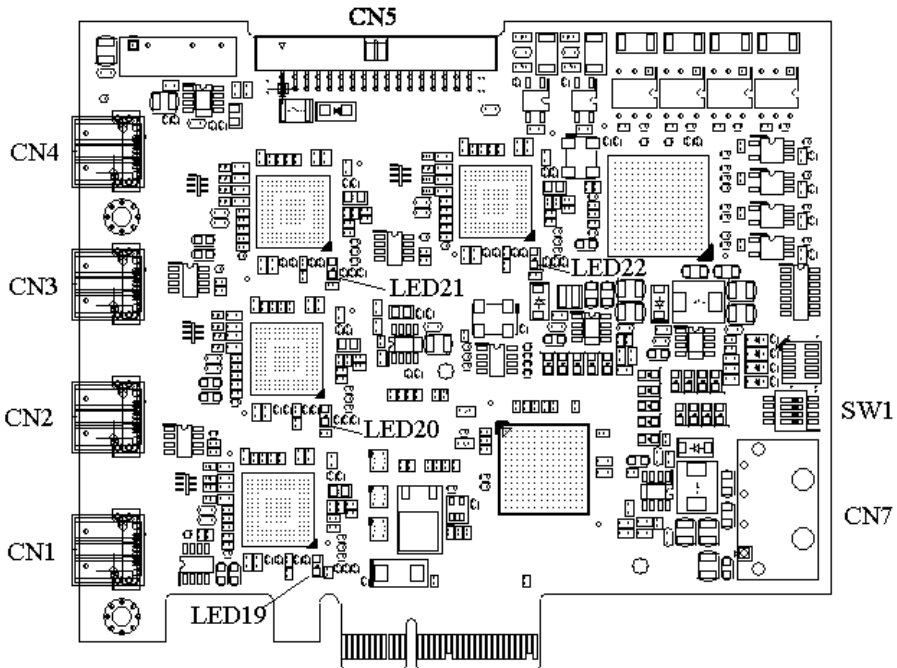 CN5
CN4
LED22
CN3
LED21
CN2
SW1
LED20
CN7
CN1
LED19